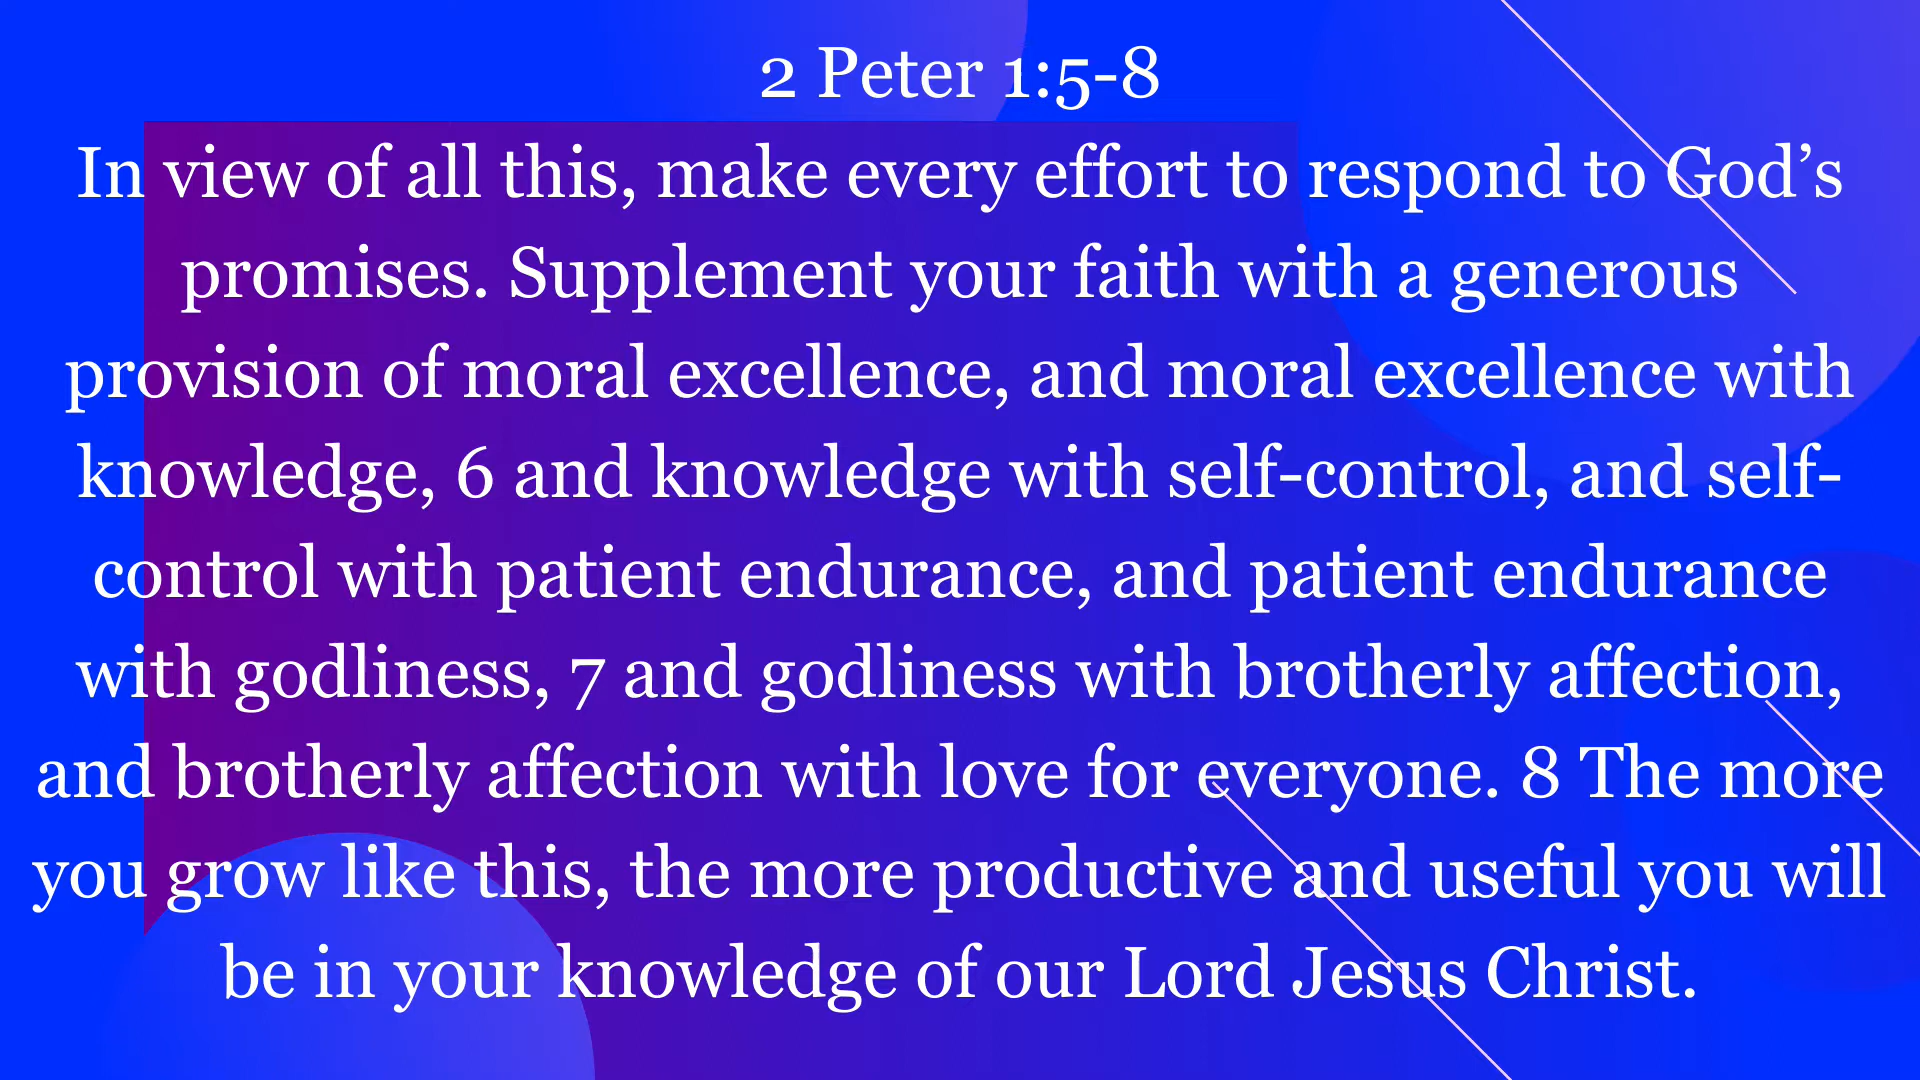 2 Peter 1:5-8
In view of all this, make every effort to respond to God’s
promises. Supplement your faith with a generous
provision of moral excellence, and moral excellence with
knowledge, 6 and knowledge with self-control, and self-
control with patient endurance, and patient endurance
with godliness, 7 and godliness with brotherly affection,
and brotherly affection with love for everyone. 8 The more
you grow like this, the more productive and useful you will
be in your knowledge of our Lord Jesus Christ.